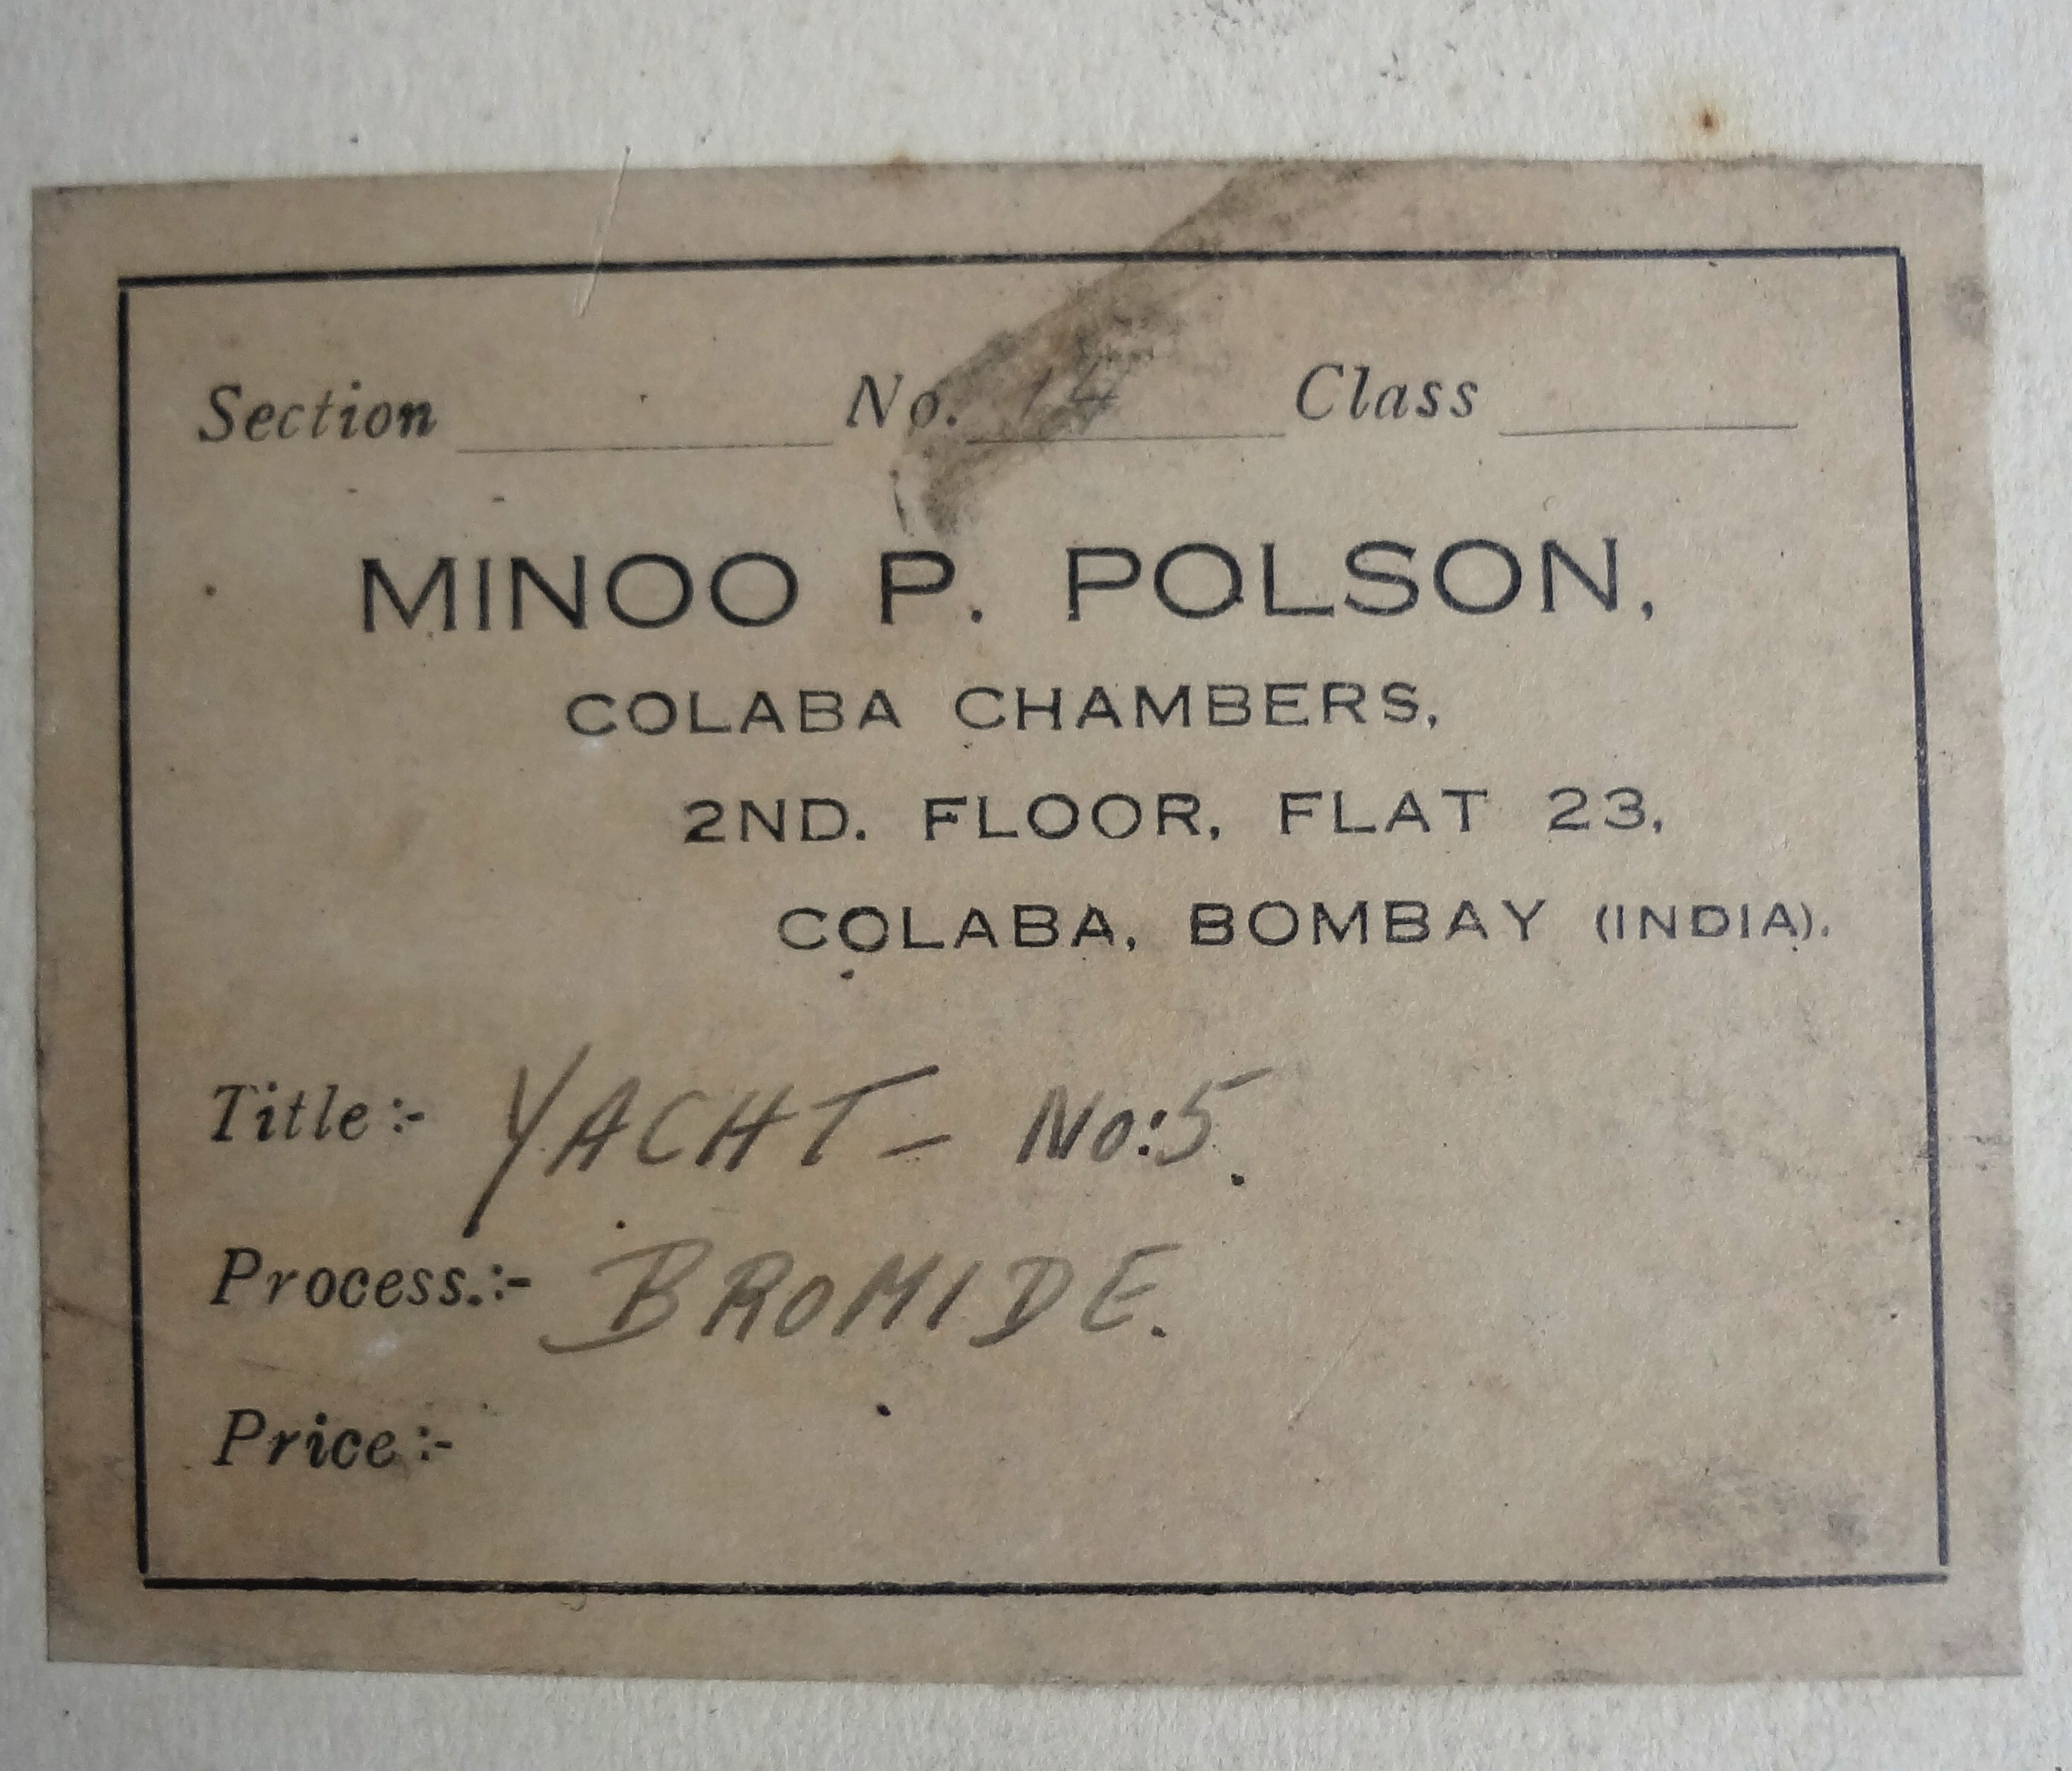 Section No. 14 Class
MINOO P. POLSON,
COLABA CHAMBERS,
2ND. FLOOR, FLAT 23,
COLABA, BOMBAY (INDIA).
Title:- YACHT- No:5.
Process.:- BROMIDE.
Price:-